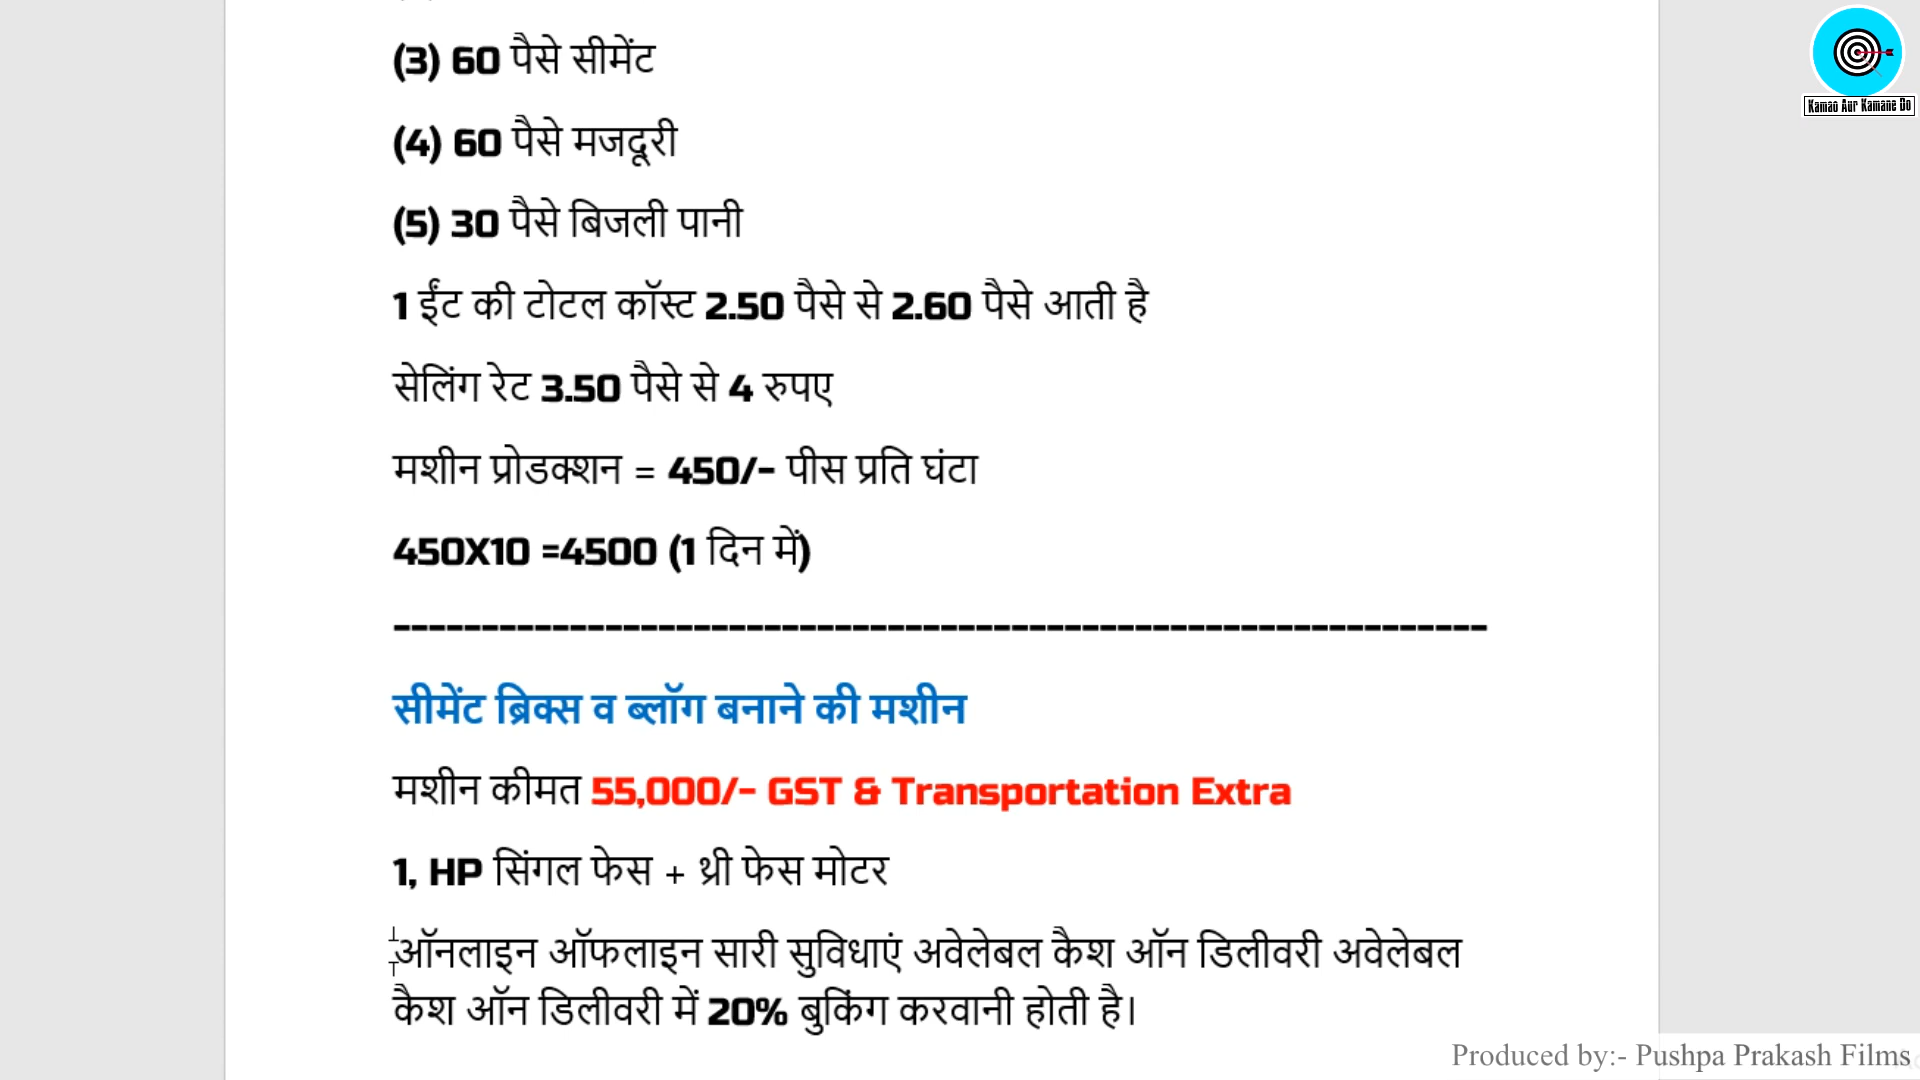 Kamao Aur Kamane Do
(3) 60 पैसे सीमेंट
(4) 60 पैसे मजदूरी
(5) 30 पैसे बिजली पानी
1 ईंट की टोटल कॉस्ट 2.50 पैसे से 2.60 पैसे आती है
सेलिंग रेट 3.50 पैसे से 4 रुपए
मशीन प्रोडक्शन = 450/- पीस प्रति घंटा
450X10 =4500 (1 दिन में)
--------------------------------------------------------------
सीमेंट ब्रिक्स व ब्लॉग बनाने की मशीन
मशीन कीमत 55,000/- GST & Transportation Extra
1, HP सिंगल फेस + थ्री फेस मोटर
ऑनलाइन ऑफलाइन सारी सुविधाएं अवेलेबल कैश ऑन डिलीवरी अवेलेबल
कैश ऑन डिलीवरी में 20% बुकिंग करवानी होती है।
Produced by:- Pushpa Prakash Films